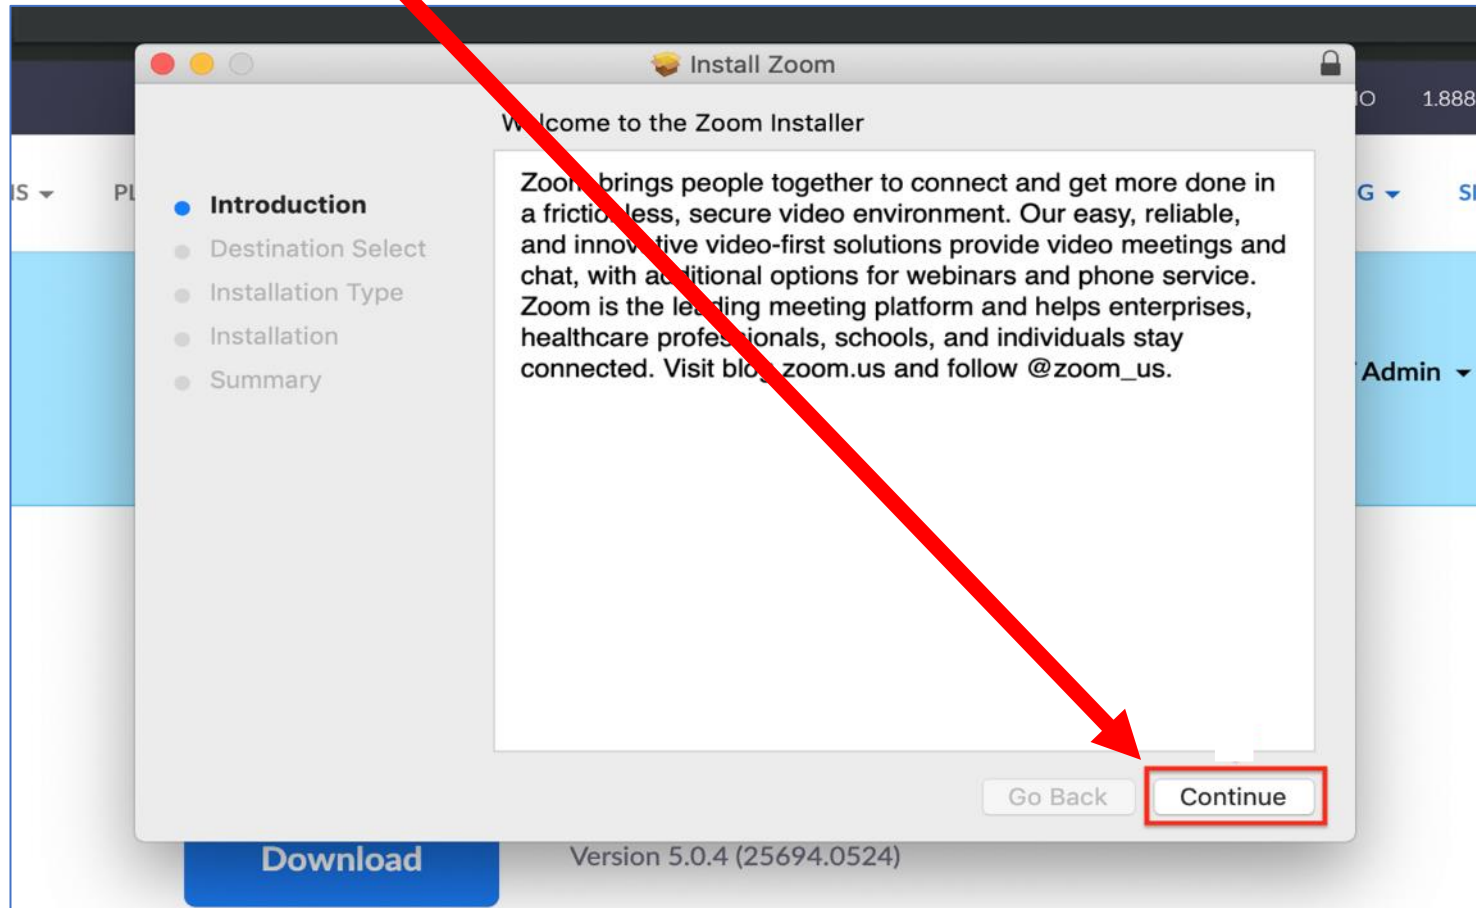 Install Zoom
IO 1.888
Welcome to the Zoom Installer
IS
PL
G
SI
Introduction
Destination Select
Installation Type
Installation
Summary
Zoom brings people together to connect and get more done in
a frictionless, secure video environment. Our easy, reliable,
and innovative video-first solutions provide video meetings and
chat, with additional options for webinars and phone service.
Zoom is the leading meeting platform and helps enterprises,
healthcare professionals, schools, and individuals stay
connected. Visit blog.zoom.us and follow @zoom_us.
Admin
Go Back
Continue
Download
Version 5.0.4 (25694.0524)